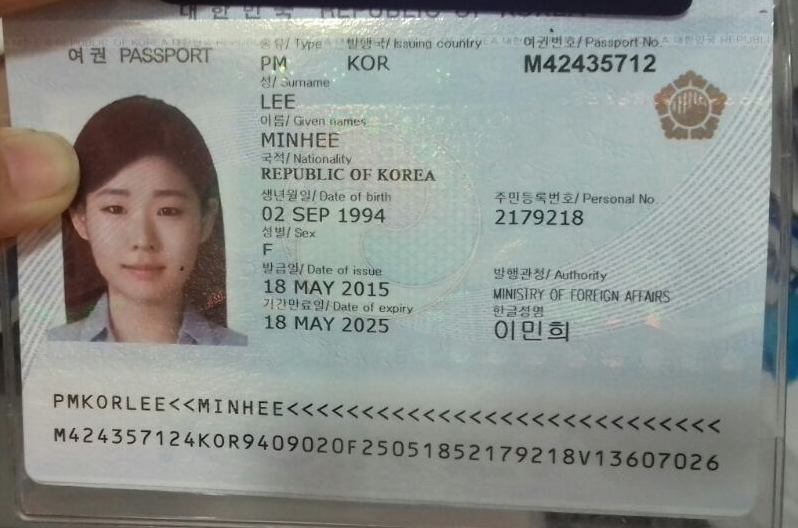 대한민국 REPUBLIC OF KOREA
여권 PASSPORT
종류/ Type 발행국/ Issuing country 여권번호/ Passport No.
PM KOR M42435712
성/ Surname
LEE
이름/ Given names
MINHEE
국적/ Nationality
REPUBLIC OF KOREA
생년월일/ Date of birth 주민등록번호/ Personal No.
02 SEP 1994 2179218
성별/ Sex
F
발급일/ Date of issue 발행관청/ Authority
18 MAY 2015 MINISTRY OF FOREIGN AFFAIRS
기간만료일/ Date of expiry 한글성명
18 MAY 2025 이민희
PMKORLEE<<MINHEE<<<<<<<<<<<<<<<<<<<<<<<<<<<<
M424357124KOR9409020F25051852179218V13607026